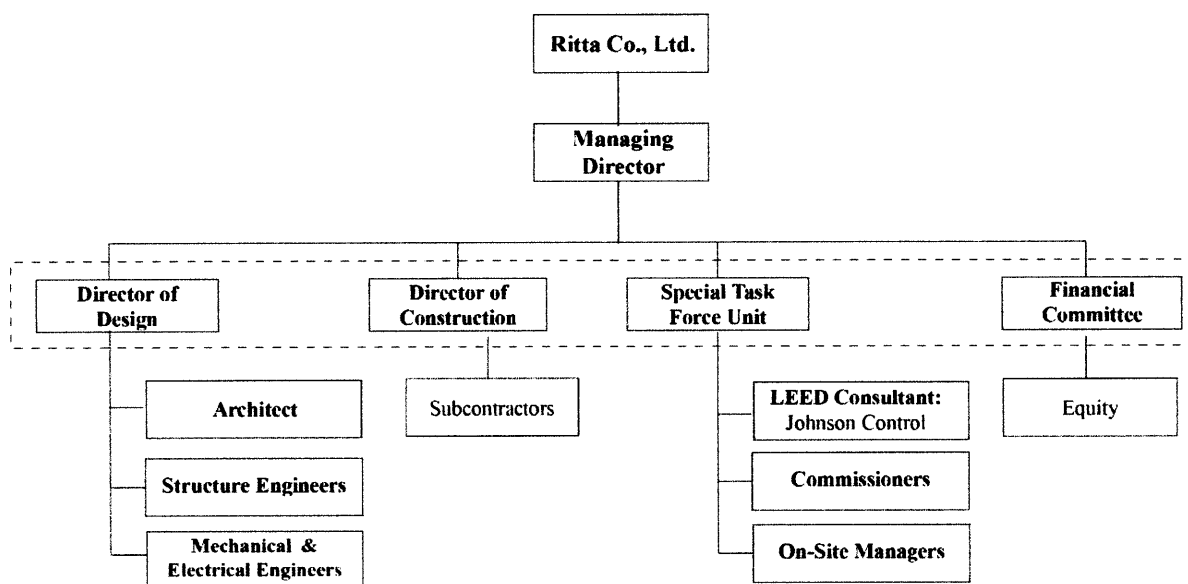 Ritta Co., Ltd.
Managing
Director
Director of
Design
Director of
Construction
Special Task
Force Unit
Financial
Committee
Architect
Structure Engineers
Mechanical &
Electrical Engineers
Subcontractors
LEED Consultant:
Johnson Control
Commissioners
On-Site Managers
Equity